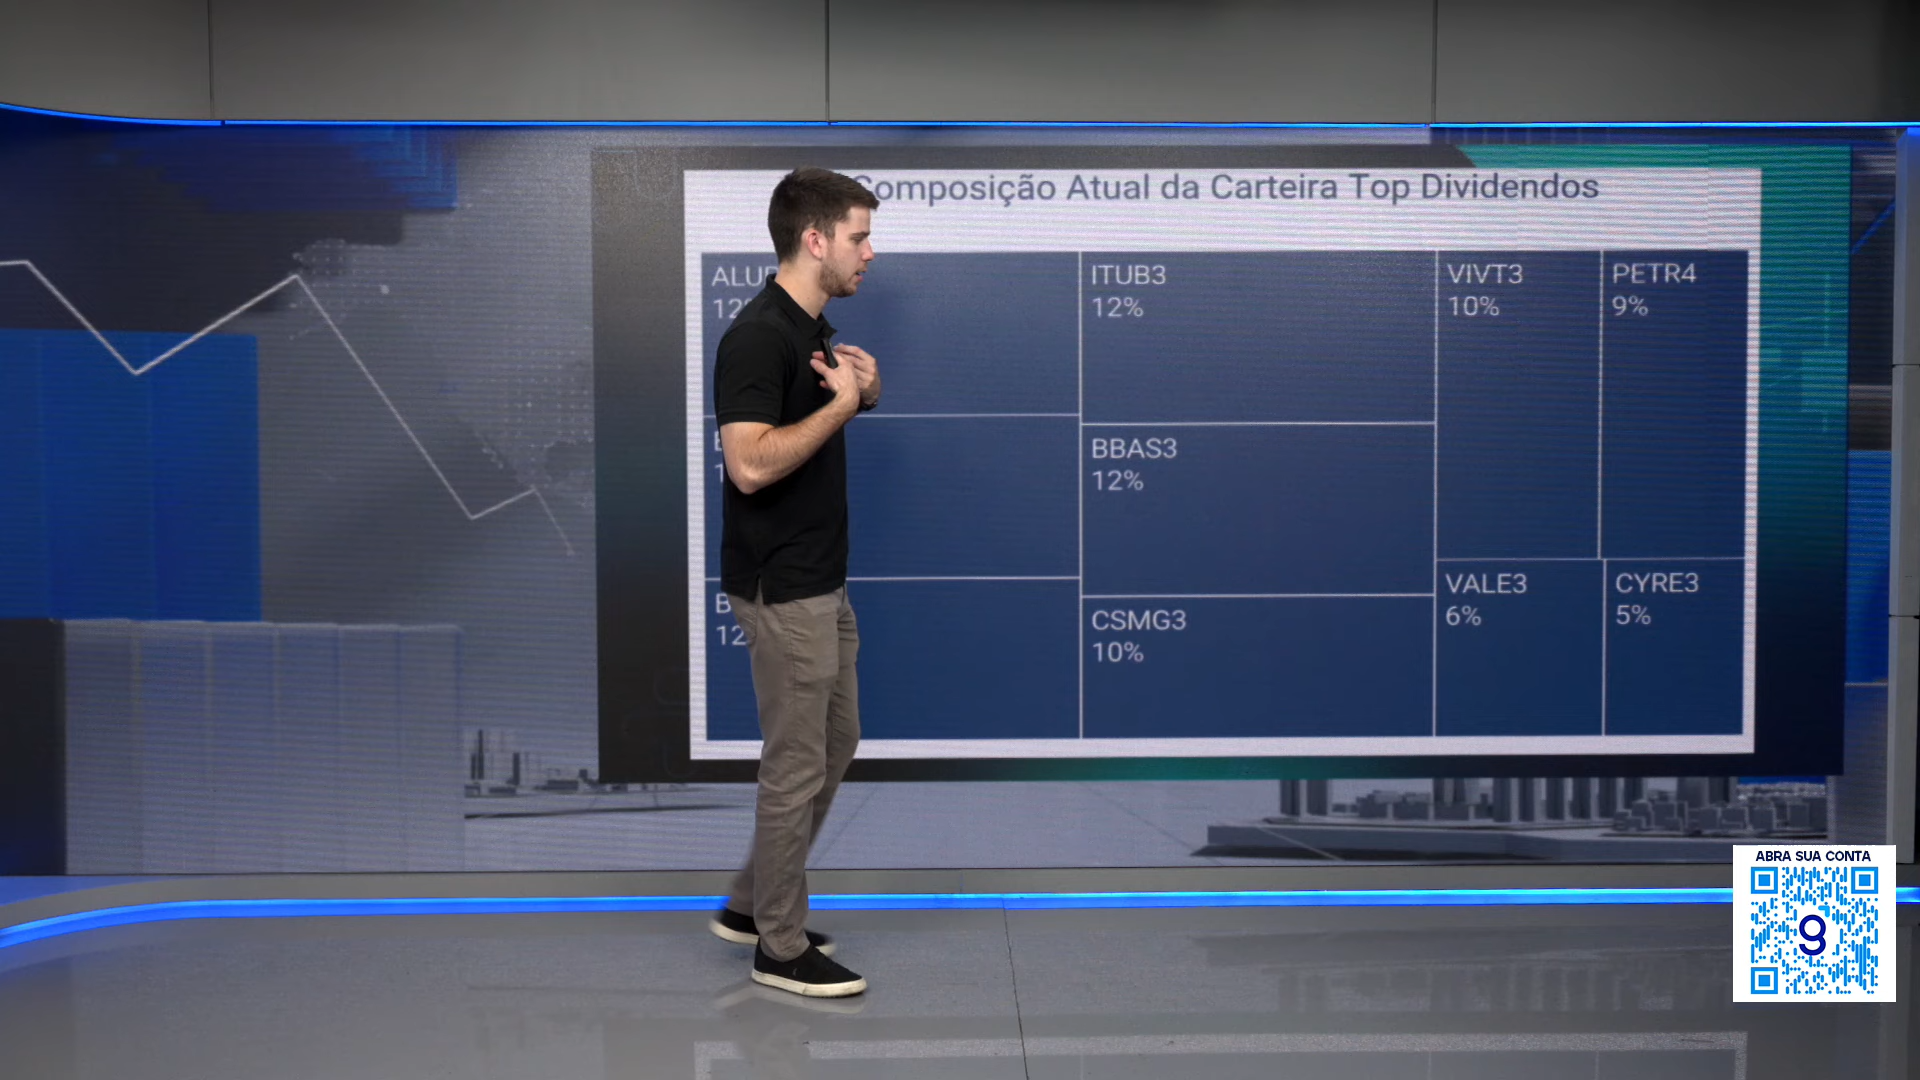 Composição Atual da Carteira Top Dividendos
ITUB3
12%
VIVT3
10%
PETR4
9%
BBAS3
12%
CSMG3
10%
VALE3
6%
CYRE3
5%
ABRA SUA CONTA